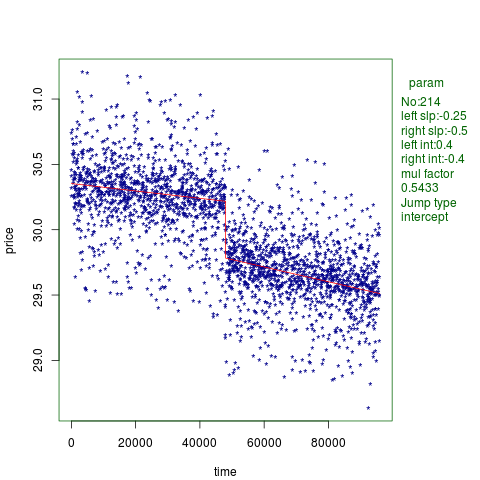 param
No:214
left slp:-0.25
right slp:-0.5
left int:0.4
right int:-0.4
mul factor
0.5433
Jump type
intercept
price
31.0
30.5
30.0
29.5
29.0
0 20000 40000 60000 80000
time